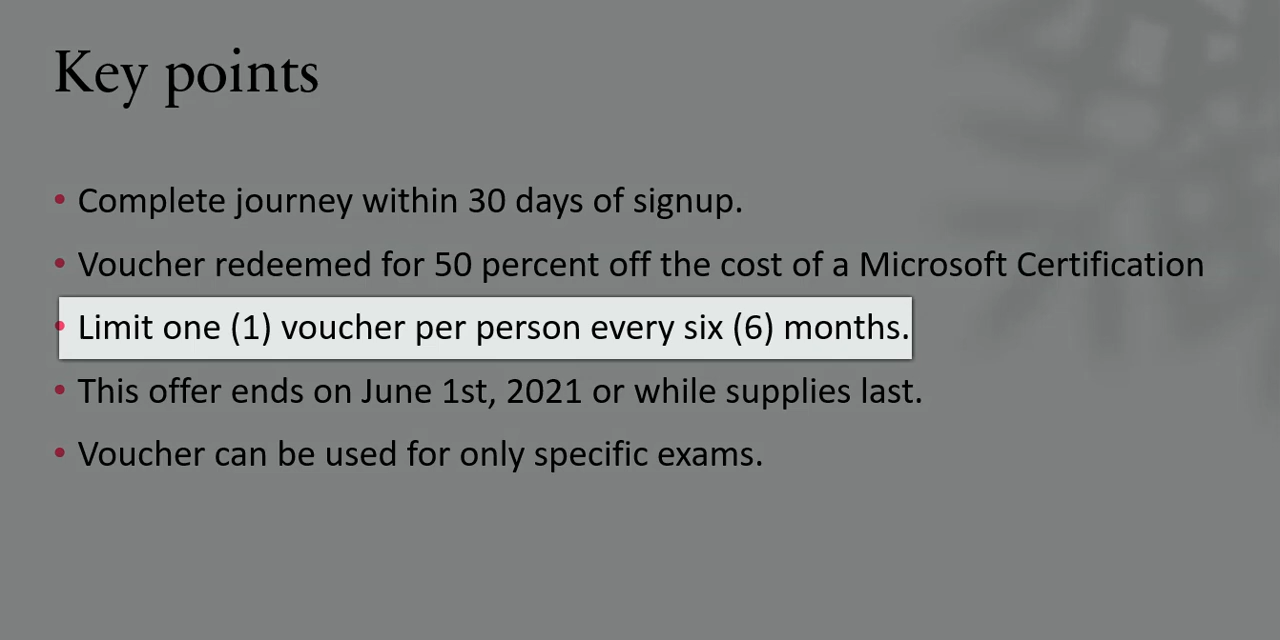 Key points
• Complete journey within 30 days of signup.
• Voucher redeemed for 50 percent off the cost of a Microsoft Certification
• Limit one (1) voucher per person every six (6) months.
• This offer ends on June 1st, 2021 or while supplies last.
• Voucher can be used for only specific exams.